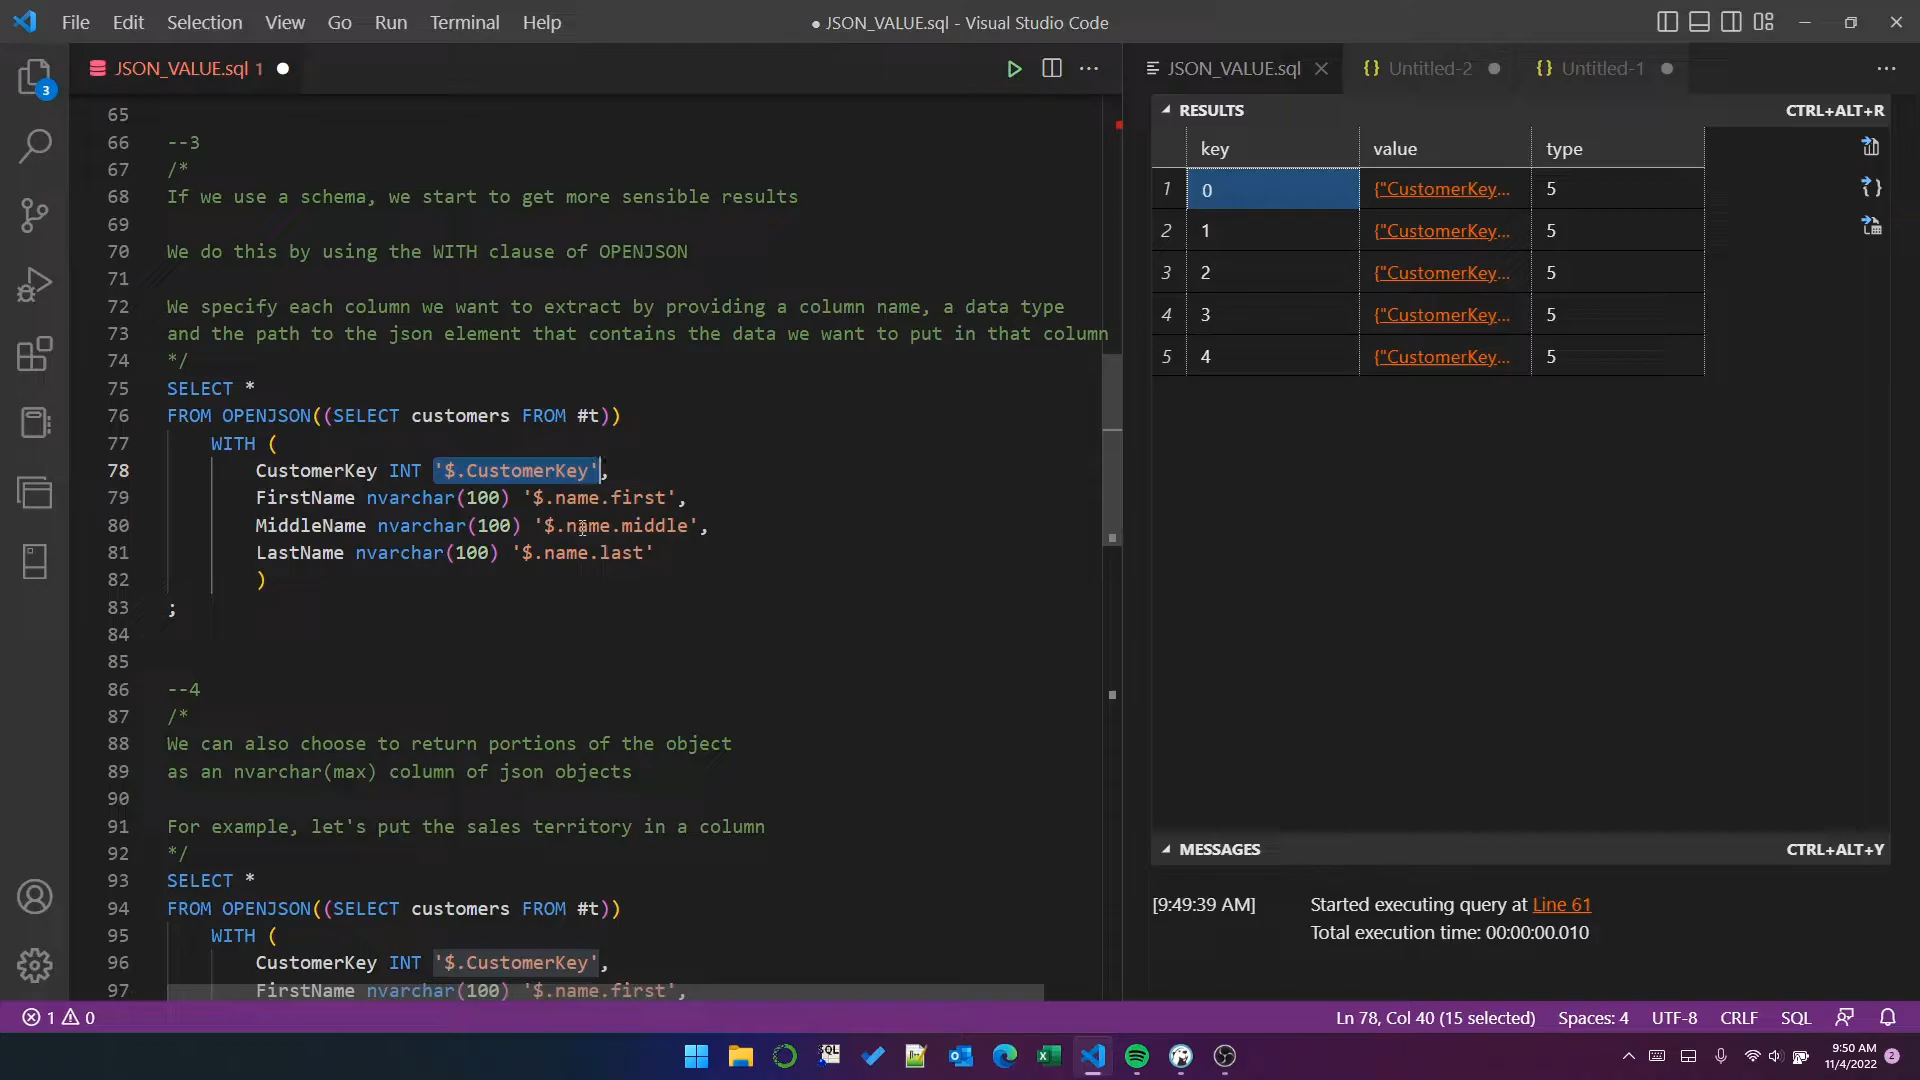 File Edit Selection View Go Run Terminal Help
● JSON_VALUE.sql - Visual Studio Code
3
JSON_VALUE.sql 1 ●
65
66 --3
67 /*
68 If we use a schema, we start to get more sensible results
69
70 We do this by using the WITH clause of OPENJSON
71
72 We specify each column we want to extract by providing a column name, a data type
73 and the path to the json element that contains the data we want to put in that column
74 */
75 SELECT *
76 FROM OPENJSON((SELECT customers FROM #t))
77 WITH (
78 CustomerKey INT '$.CustomerKey',
79 FirstName nvarchar(100) '$.name.first',
80 MiddleName nvarchar(100) '$.name.middle',
81 LastName nvarchar(100) '$.name.last'
82 )
83 ;
84
85
86 --4
87 /*
88 We can also choose to return portions of the object
89 as an nvarchar(max) column of json objects
90
91 For example, let's put the sales territory in a column
92 */
93 SELECT *
94 FROM OPENJSON((SELECT customers FROM #t))
95 WITH (
96 CustomerKey INT '$.CustomerKey',
97 FirstName nvarchar(100) '$.name.first',
JSON_VALUE.sql
{} Untitled-2 ●
{} Untitled-1 ●
RESULTS CTRL+ALT+R
key value type
1 0 {"CustomerKey... 5
2 1 {"CustomerKey... 5
3 2 {"CustomerKey... 5
4 3 {"CustomerKey... 5
5 4 {"CustomerKey... 5
MESSAGES CTRL+ALT+Y
[9:49:39 AM] Started executing query at Line 61
Total execution time: 00:00:00.010
1 0
Ln 78, Col 40 (15 selected) Spaces: 4 UTF-8 CRLF SQL
SQL
9:50 AM
11/4/2022
2